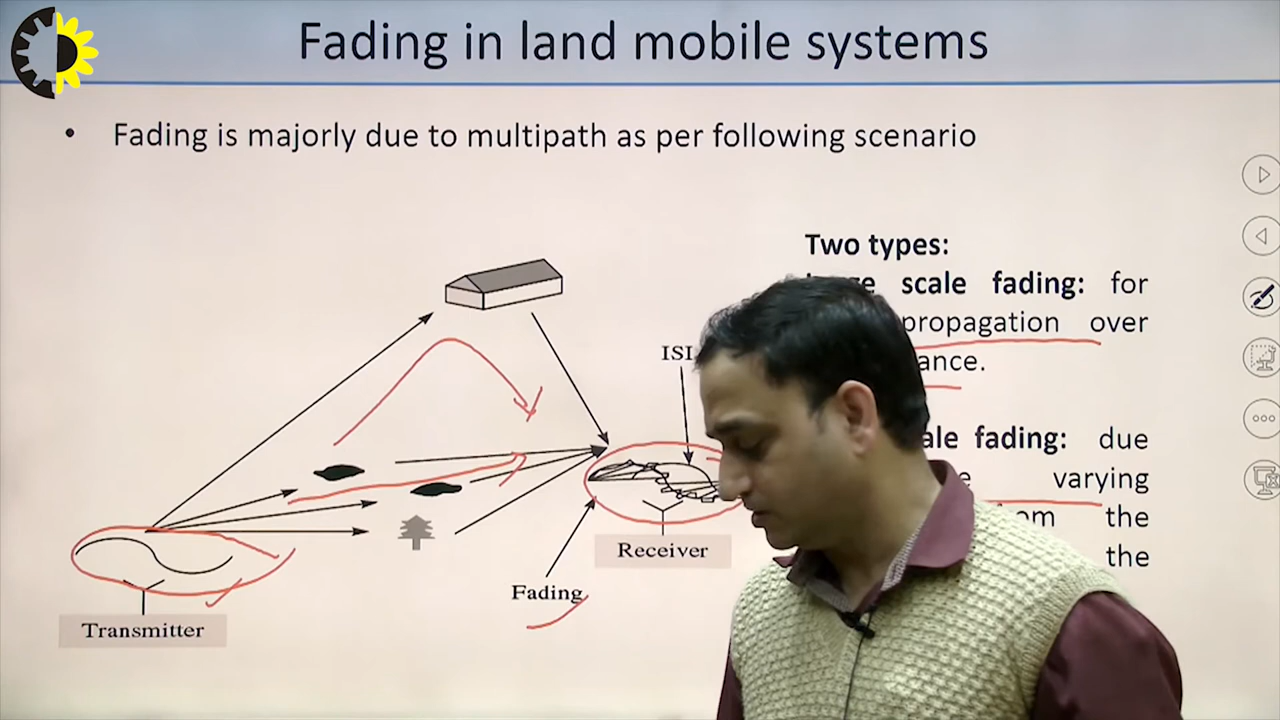 Fading in land mobile systems
• Fading is majorly due to multipath as per following scenario
Two types:
scale fading: for
propagation over
ance.
ale fading: due
varying
om the
the
ISI
Receiver
Fading
Transmitter